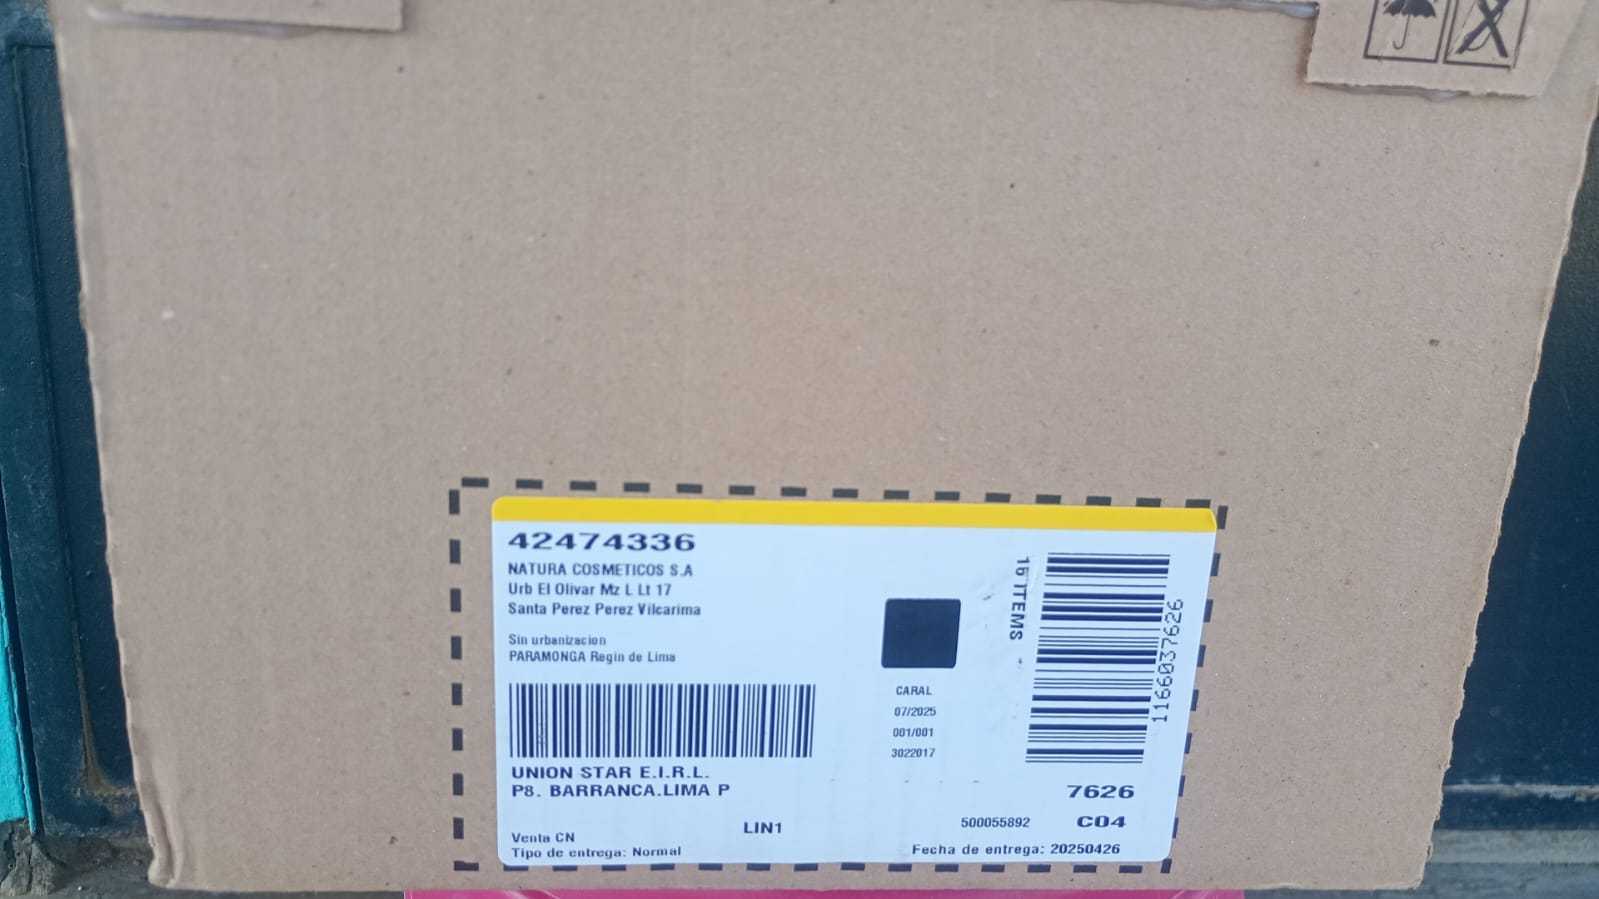 42474336
NATURA COSMETICOS S.A
Urb El Olivar Mz L Lt 17
Santa Perez Perez Vilcarima
Sin urbanizacion
PARAMONGA Regin de Lima
UNION STAR E.I.R.L.
P8. BARRANCA.LIMA P
LIN1
Venta CN
Tipo de entrega: Normal
CARAL
07/2025
001/001
3022017
15 ITEMS
1166037626
7626
500055892
C04
Fecha de entrega: 20250426